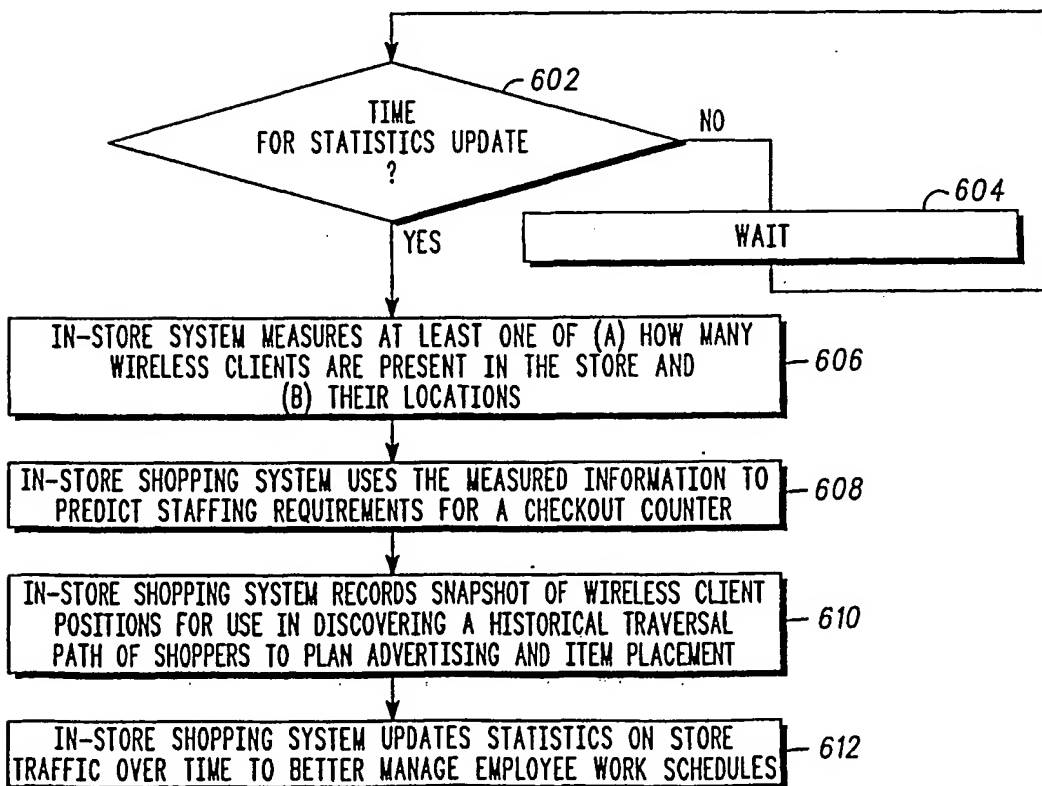 602
TIME
FOR STATISTICS UPDATE
?
NO
YES
604
WAIT
IN-STORE SYSTEM MEASURES AT LEAST ONE OF (A) HOW MANY
WIRELESS CLIENTS ARE PRESENT IN THE STORE AND
(B) THEIR LOCATIONS
606
IN-STORE SHOPPING SYSTEM USES THE MEASURED INFORMATION TO
PREDICT STAFFING REQUIREMENTS FOR A CHECKOUT COUNTER
608
IN-STORE SHOPPING SYSTEM RECORDS SNAPSHOT OF WIRELESS CLIENT
POSITIONS FOR USE IN DISCOVERING A HISTORICAL TRAVERSAL
PATH OF SHOPPERS TO PLAN ADVERTISING AND ITEM PLACEMENT
610
IN-STORE SHOPPING SYSTEM UPDATES STATISTICS ON STORE
TRAFFIC OVER TIME TO BETTER MANAGE EMPLOYEE WORK SCHEDULES
612